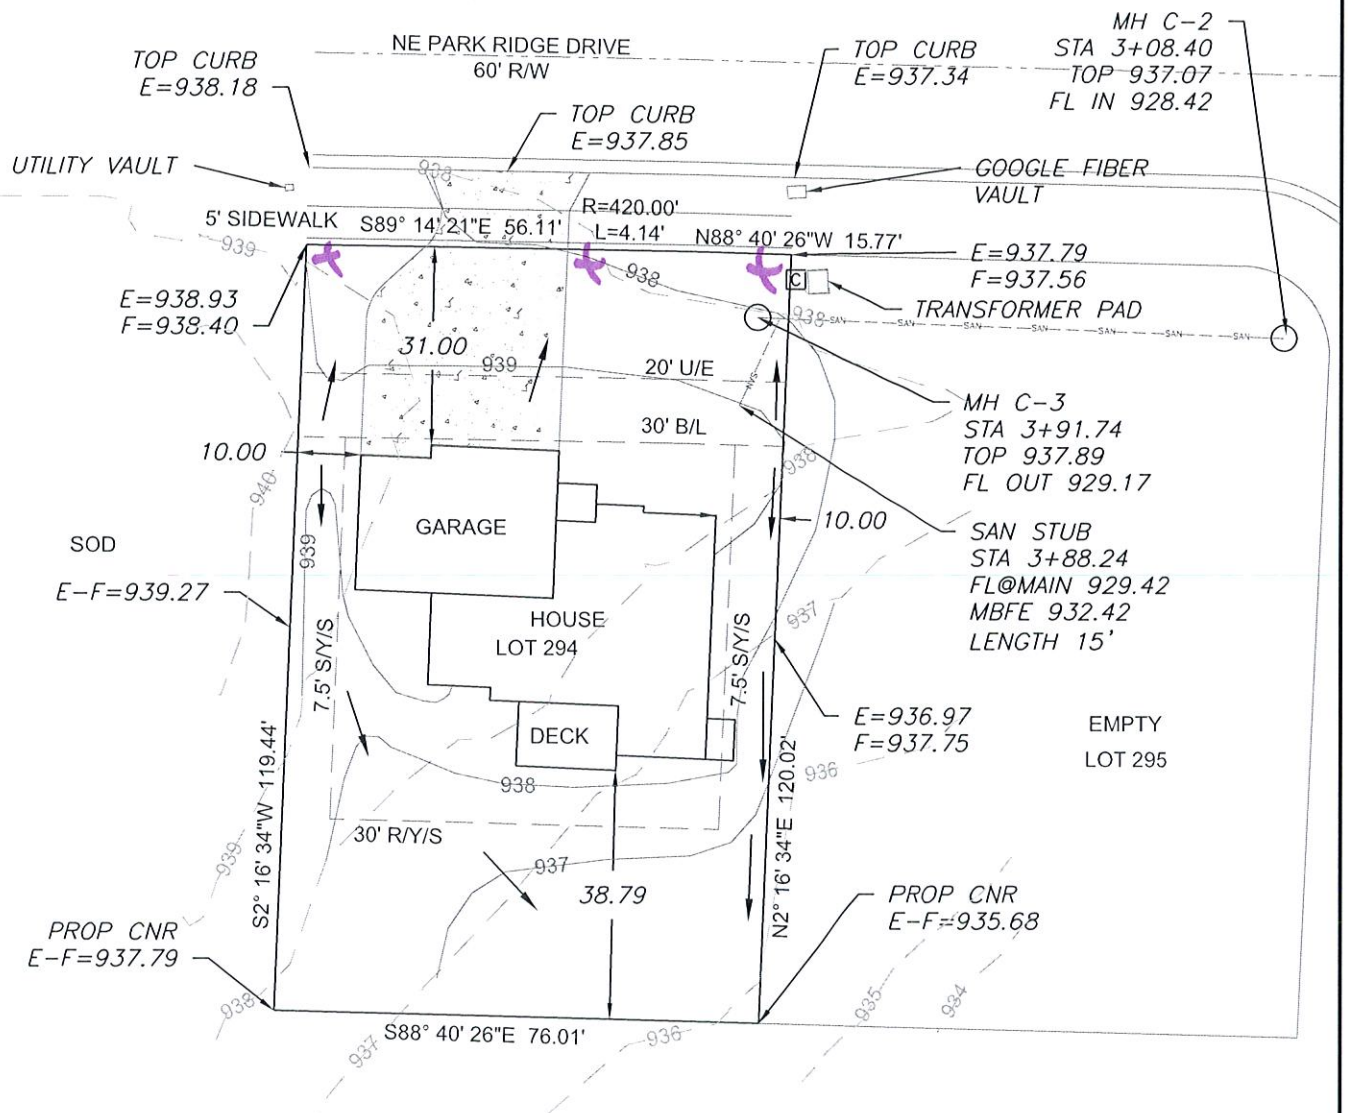 MH C-2
STA 3+08.40
TOP 937.07
FL IN 928.42
NE PARK RIDGE DRIVE
60' R/W
TOP CURB
E=938.18
TOP CURB
E=937.34
TOP CURB
E=937.85
UTILITY VAULT
GOOGLE FIBER
VAULT
938
5' SIDEWALK
S89° 14' 21"E 56.11'
R=420.00'
L=4.14'
N88° 40' 26"W 15.77'
939
E=937.79
F=937.56
938
C
TRANSFORMER PAD
E=938.93
F=938.40
938
SAN
SAN
SAN
SAN
SAN
SAN
SAN
31.00
939
20' U/E
SAN
30' B/L
MH C-3
STA 3+91.74
TOP 937.89
FL OUT 929.17
10.00
938
940
GARAGE
10.00
SAN STUB
STA 3+88.24
FL@MAIN 929.42
MBFE 932.42
LENGTH 15'
SOD
E-F=939.27
939
HOUSE
LOT 294
937
7.5' S/Y/S
7.5' S/Y/S
E=936.97
F=937.75
EMPTY
LOT 295
DECK
938
936
S2° 16' 34"W 119.44'
N2° 16' 34"E 120.02'
30' R/Y/S
939
937
38.79
PROP CNR
E-F=935.68
PROP CNR
E-F=937.79
938
935
934
S88° 40' 26"E 76.01'
936
937